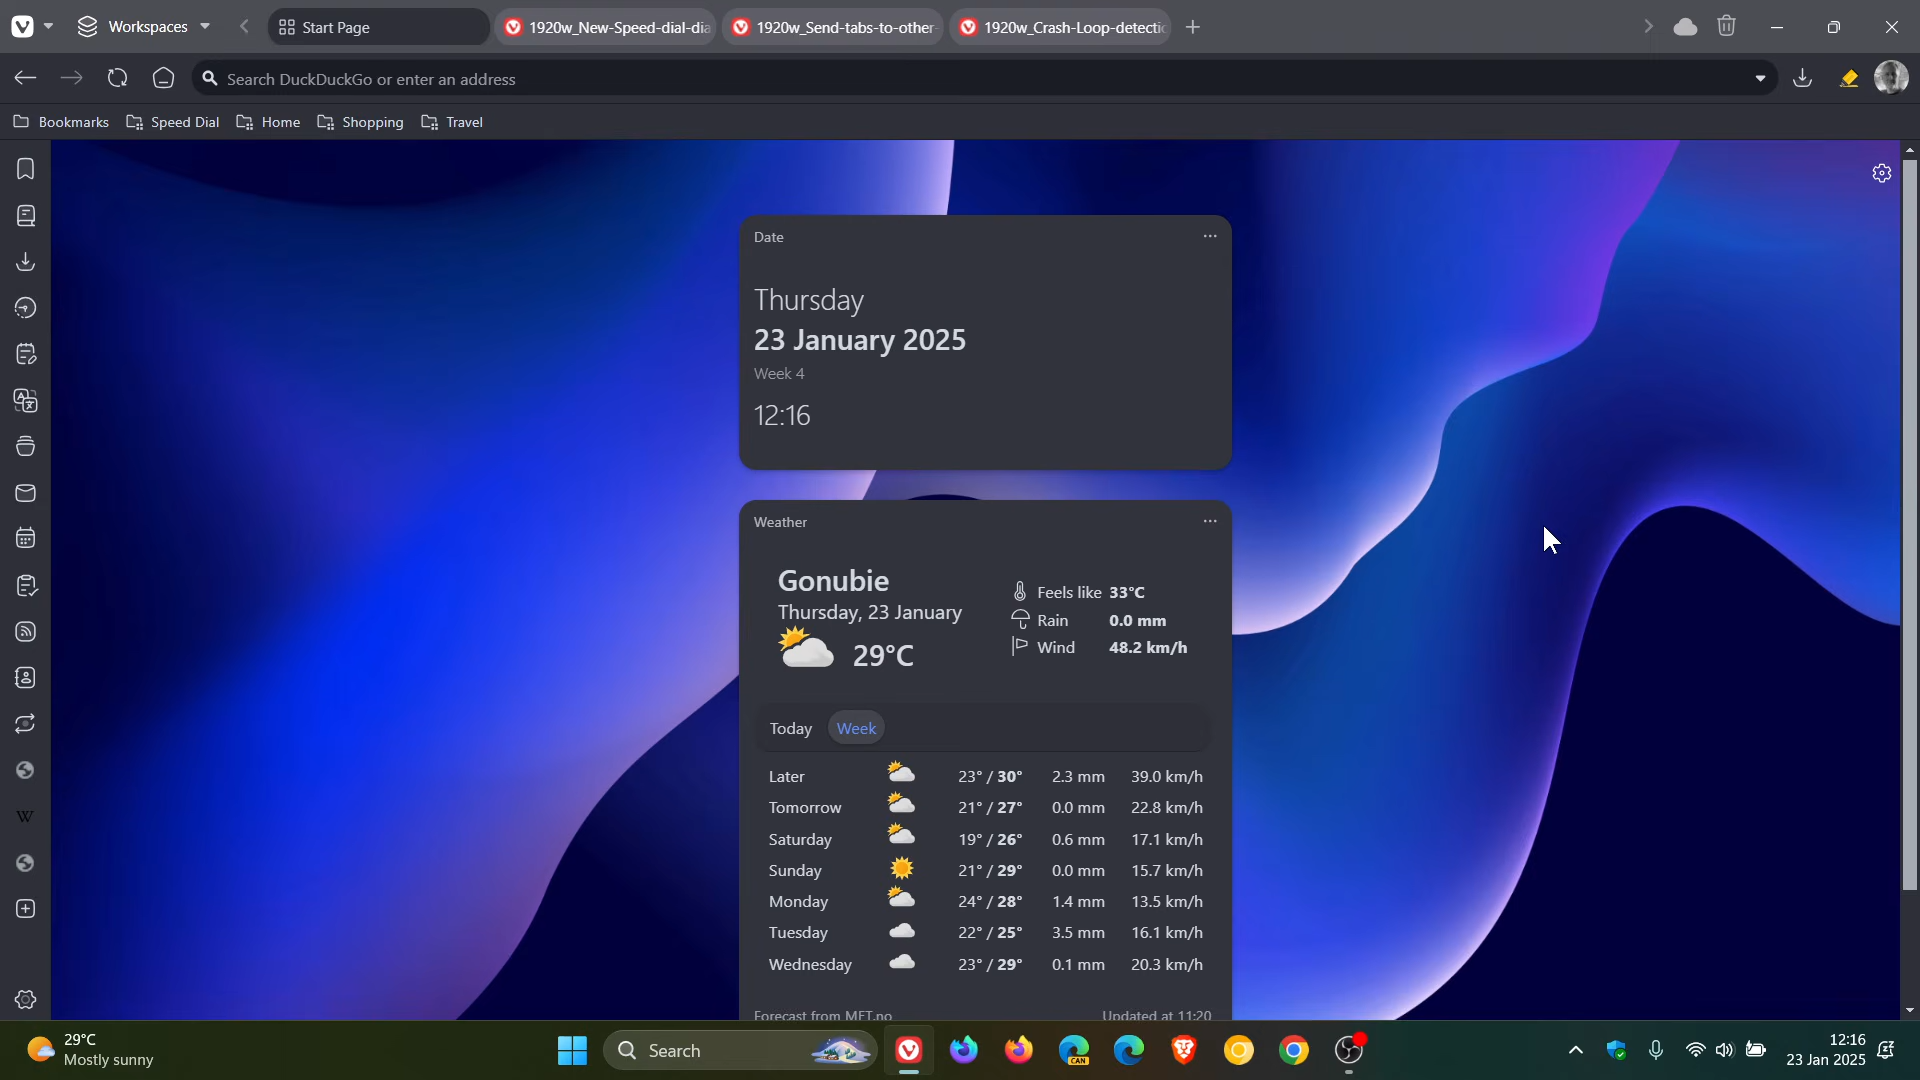 Workspaces
Start Page
1920w_New-Speed-dial-dia
1920w_Send-tabs-to-other-
1920w_Crash-Loop-detectic
Search DuckDuckGo or enter an address
Bookmarks
Speed Dial
Home
Shopping
Travel
Date
Thursday
23 January 2025
Week 4
12:16
Weather
Gonubie
Thursday, 23 January
29°C
Feels like 33°C
Rain 0.0 mm
Wind 48.2 km/h
Today Week
Later 23° / 30° 2.3 mm 39.0 km/h
Tomorrow 21° / 27° 0.0 mm 22.8 km/h
Saturday 19° / 26° 0.6 mm 17.1 km/h
Sunday 21° / 29° 0.0 mm 15.7 km/h
Monday 24° / 28° 1.4 mm 13.5 km/h
Tuesday 22° / 25° 3.5 mm 16.1 km/h
Wednesday 23° / 29° 0.1 mm 20.3 km/h
Forecast from MET.no Updated at 11:20
W
29°C
Mostly sunny
Search
CAN
12:16
23 Jan 2025